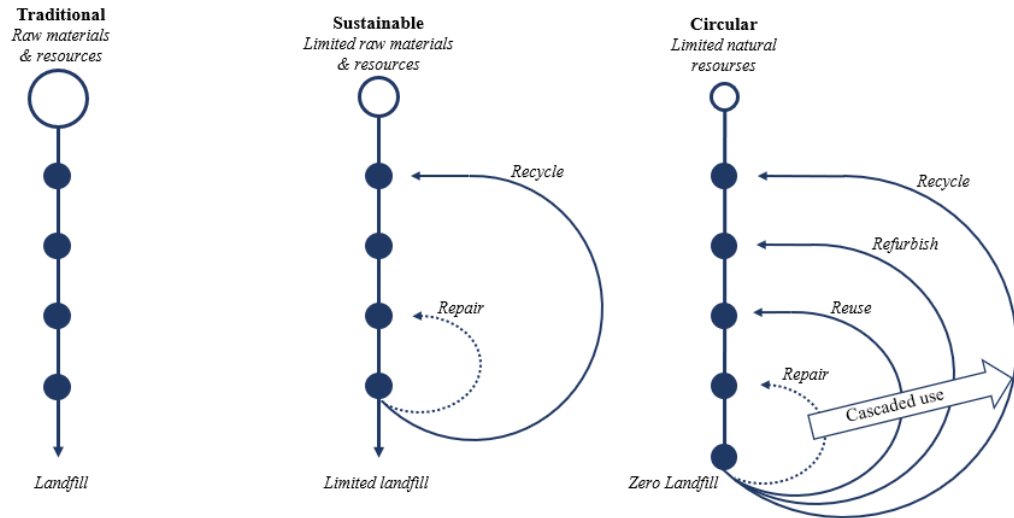 Traditional
Raw materials
& resources
Sustainable
Limited raw materials
& resources
Circular
Limited natural
resourses
Recycle
Repair
Recycle
Refurbish
Reuse
Repair
Cascaded use
Landfill
Limited landfill
Zero Landfill